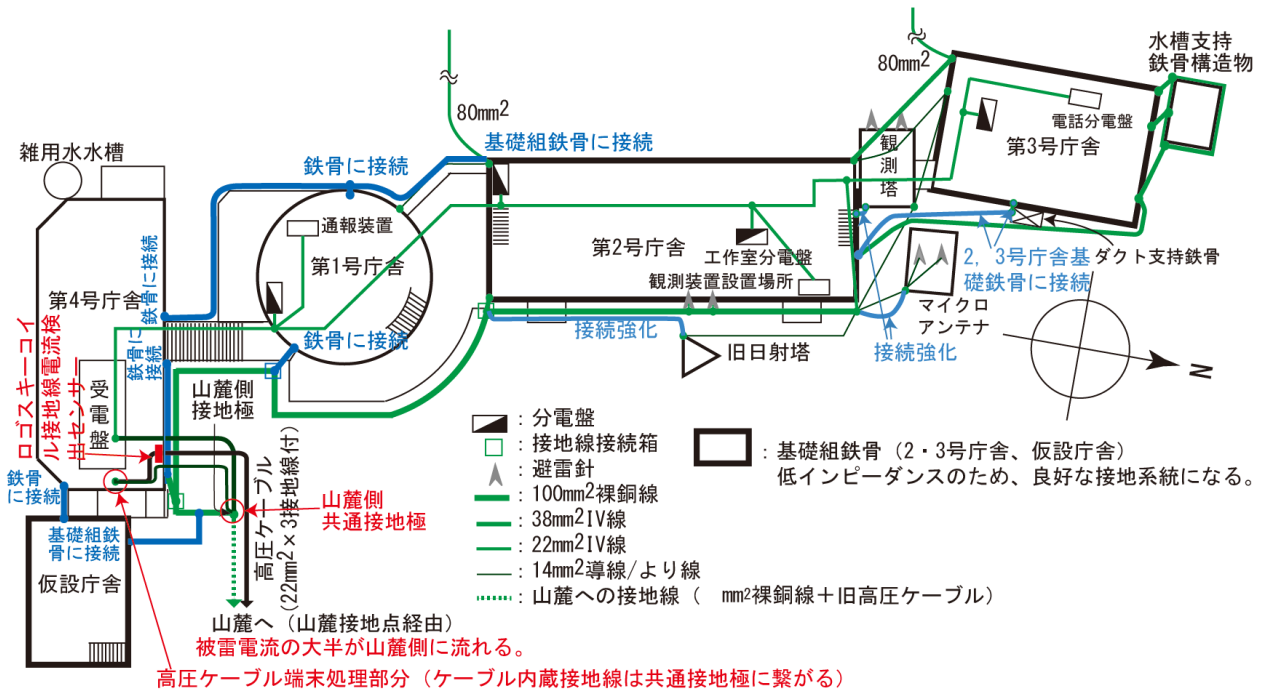 80mm2
80mm2
水槽支持
鉄骨構造物
電話分電盤
第3号庁舎
観
測
塔
基礎組鉄骨に接続
雑用水水槽
鉄骨に接続
通報装置
第1号庁舎
第2号庁舎
工作室分電盤
観測装置設置場所
2, 3号庁舎基
礎鉄骨に接続
ダクト支持鉄骨
マイクロ
アンテナ
第4号庁舎
鉄骨に接続
鉄骨に
接続
鉄骨に接続
接続強化
接続強化
旧日射塔
N
ロゴスキーコイ
ル接地線電流検
出センサー
受
電
盤
山麓側
接地極
鉄骨
に接続
山麓側
共通接地極
高圧ケーブル
(22mm2×3接地線付)
基礎組鉄
骨に接続
仮設庁舎
山麓へ (山麓接地点経由)
被雷電流の大半が山麓側に流れる。
高圧ケーブル端末処理部分 (ケーブル内蔵接地線は共通接地極に繋がる)
: 分電盤
: 接地線接続箱
: 避雷針
: 100mm2裸銅線
: 38mm2IV線
: 22mm2IV線
: 14mm2導線/より線
: 山麓への接地線 ( mm2裸銅線+旧高圧ケーブル)
: 基礎組鉄骨 (2・3号庁舎、仮設庁舎)
低インピーダンスのため、良好な接地系統になる。